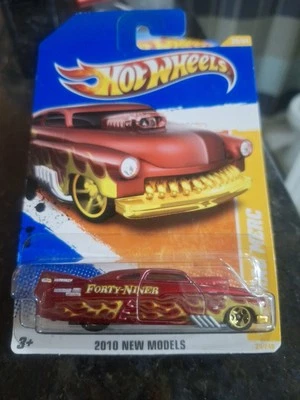 HOT WHEELS
FORTY-NINER
3+
2010 NEW MODELS